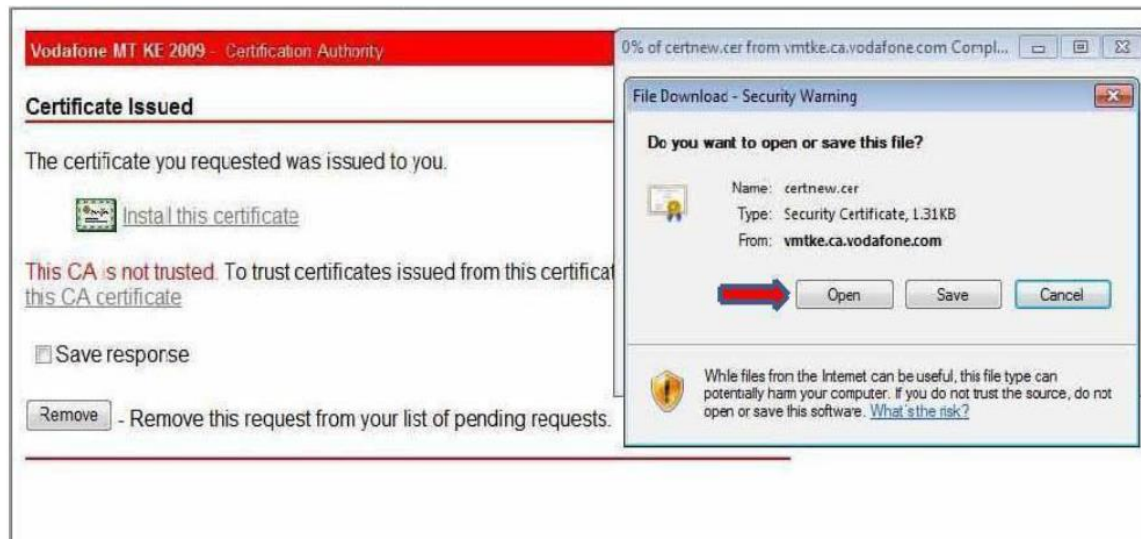 Vodafone MT KE 2009 - Certification Authority
Certificate Issued
The certificate you requested was issued to you.
Install this certificate
This CA is not trusted. To trust certificates issued from this certificat
this CA certificate
Save response
Remove - Remove this request from your list of pending requests.
0% of certnew.cer from vmtke.ca.vodafone.com Compl...
File Download - Security Warning
Do you want to open or save this file?
Name: certnew.cer
Type: Security Certificate, 1.31KB
From: vmtke.ca.vodafone.com
Open Save Cancel
While files from the Internet can be useful, this file type can
potentially harm your computer. If you do not trust the source, do not
open or save this software. What's the risk?